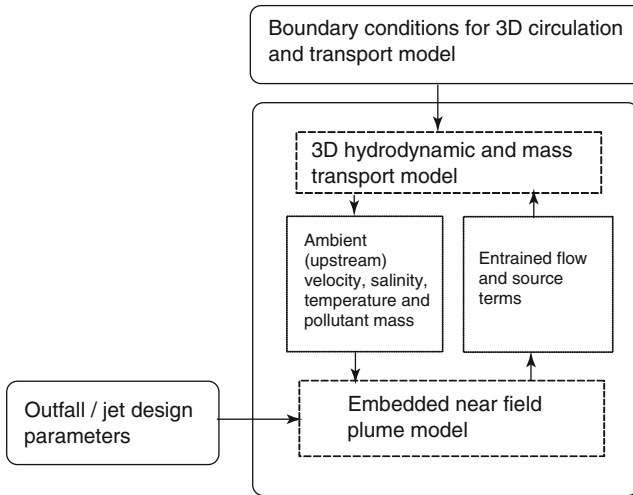 Boundary conditions for 3D circulation
and transport model
3D hydrodynamic and mass
transport model
Ambient
(upstream)
velocity, salinity,
temperature and
pollutant mass
Entrained flow
and source
terms
Outfall / jet design
parameters
Embedded near field
plume model